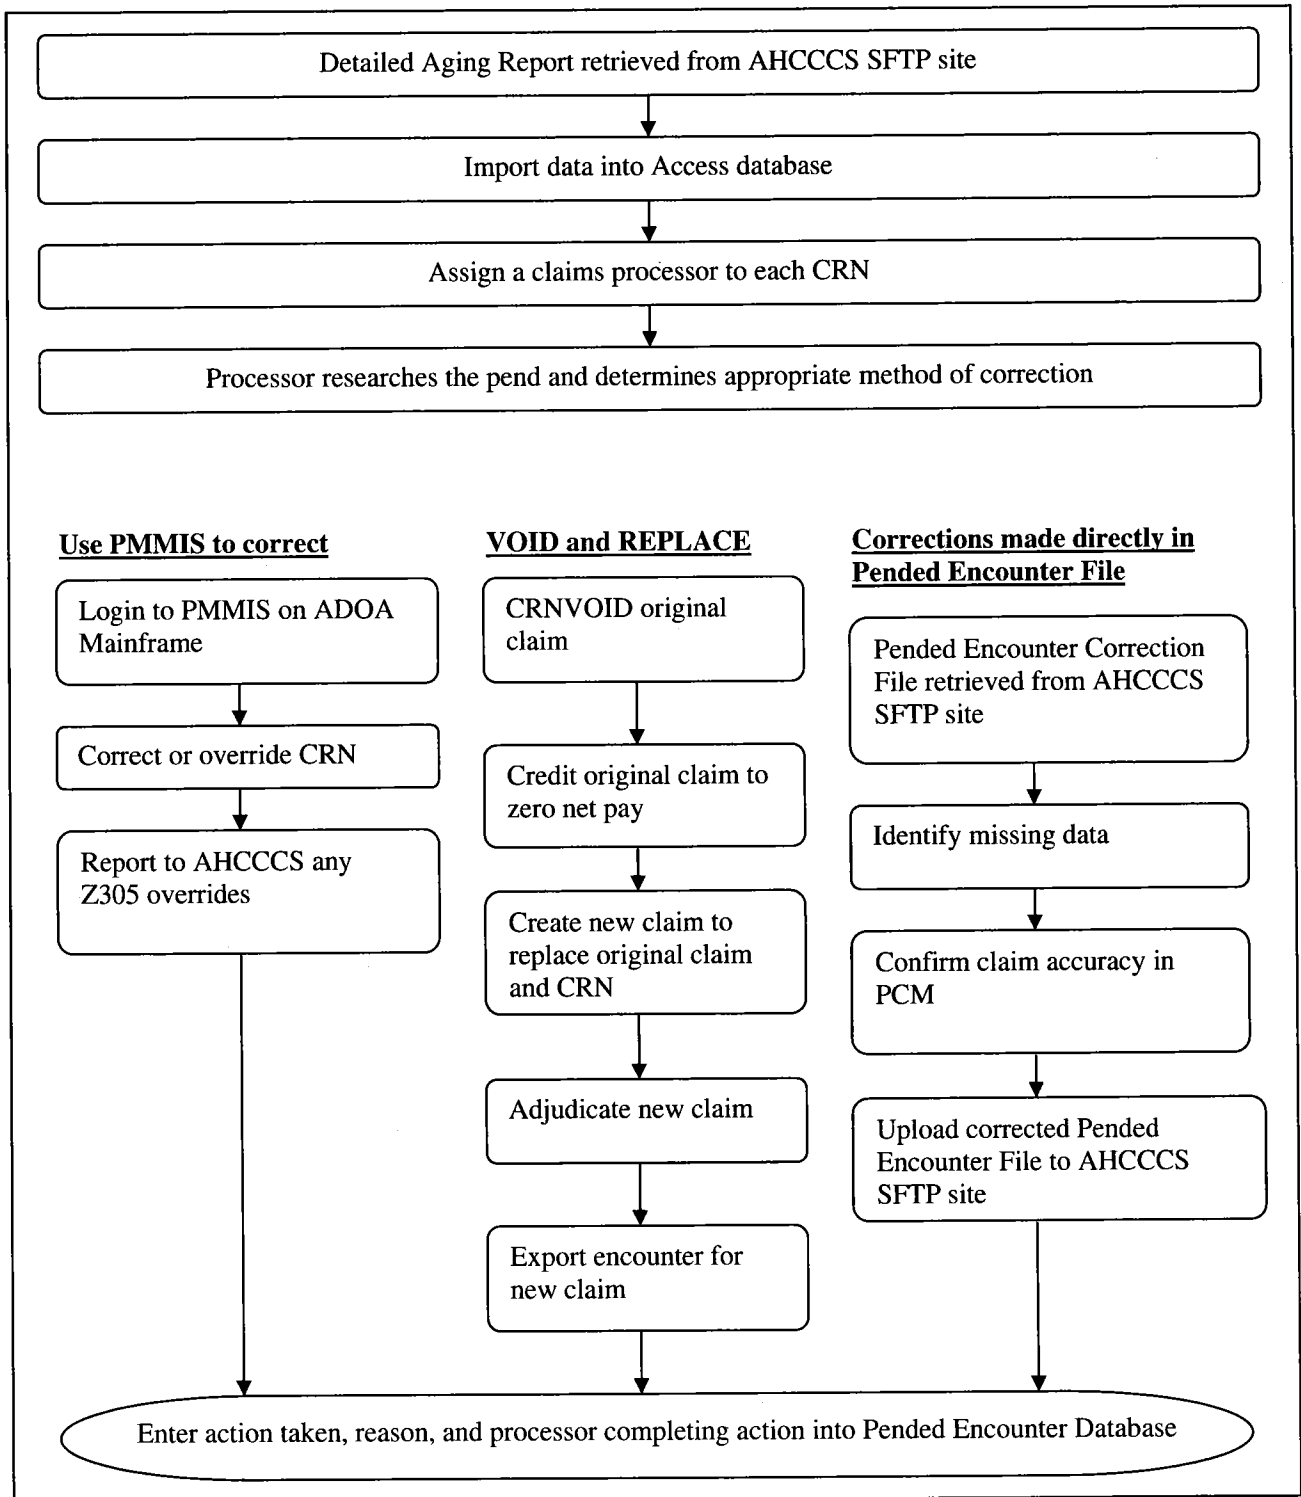 Detailed Aging Report retrieved from AHCCCS SFTP site
Import data into Access database
Assign a claims processor to each CRN
Processor researches the pend and determines appropriate method of correction
Use PMMIS to correct
Login to PMMIS on ADOA
Mainframe
Correct or override CRN
Report to AHCCCS any
Z305 overrides
VOID and REPLACE
CRNVOID original
claim
Credit original claim to
zero net pay
Create new claim to
replace original claim
and CRN
Adjudicate new claim
Export encounter for
new claim
Corrections made directly in
Pended Encounter File
Pended Encounter Correction
File retrieved from AHCCCS
SFTP site
Identify missing data
Confirm claim accuracy in
PCM
Upload corrected Pended
Encounter File to AHCCCS
SFTP site
Enter action taken, reason, and processor completing action into Pended Encounter Database